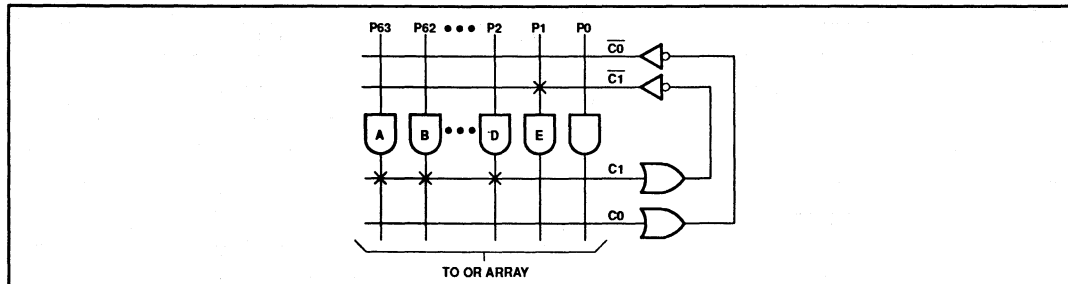 P63 P62 ••• P2 P1 P0
C0
C1
A B ••• D E
C1
C0
TO OR ARRAY